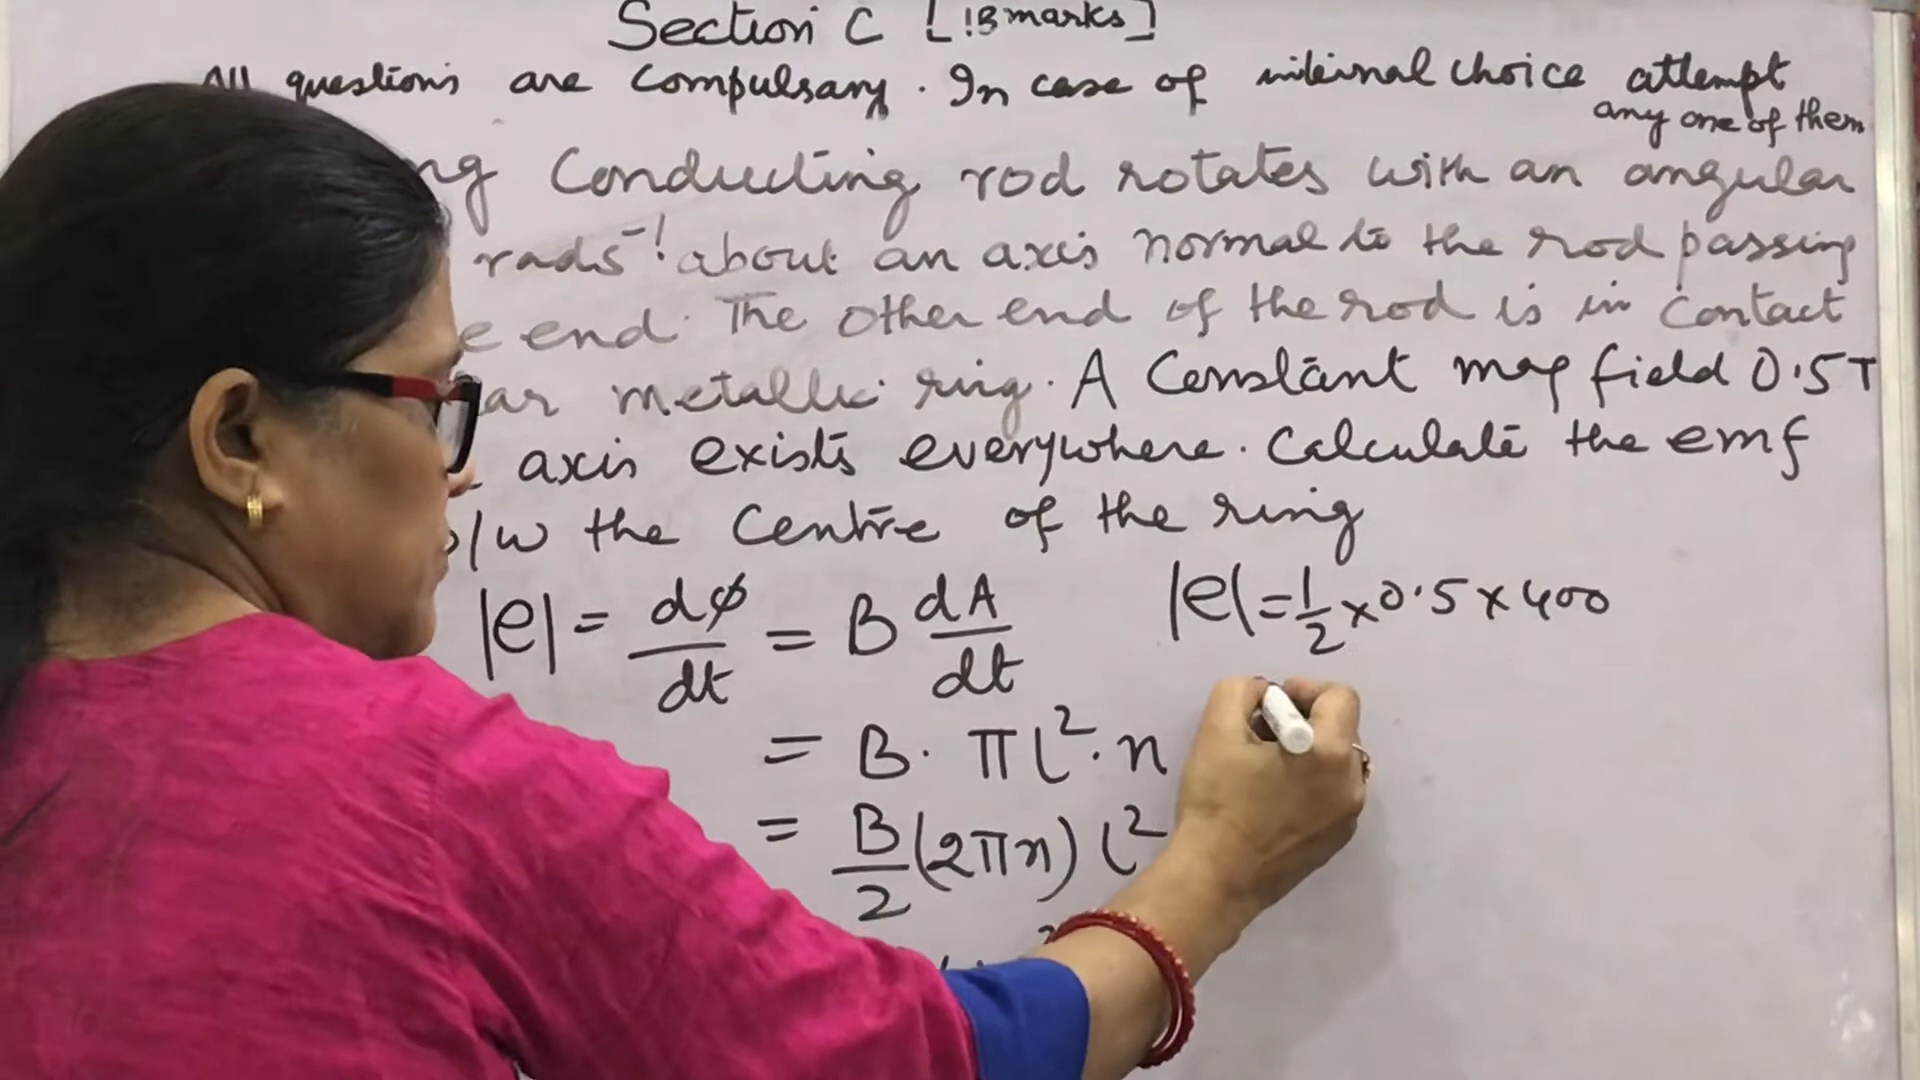 Section C [18 marks]
All questions are compulsary. In case of internal choice attempt
any one of them
ng conducting rod rotates with an angular
rads⁻¹ about an axis normal to the rod passing
e end. The other end of the rod is in contact
ar metallic ring. A Constant mag field 0.5T
axis exists everywhere. Calculate the emf
b/w the Centre of the ring
|e| = dφ/dt = B dA/dt
= B. πl².n
= B/2 (2πn) l²
|e| = 1/2 × 0.5 × 400